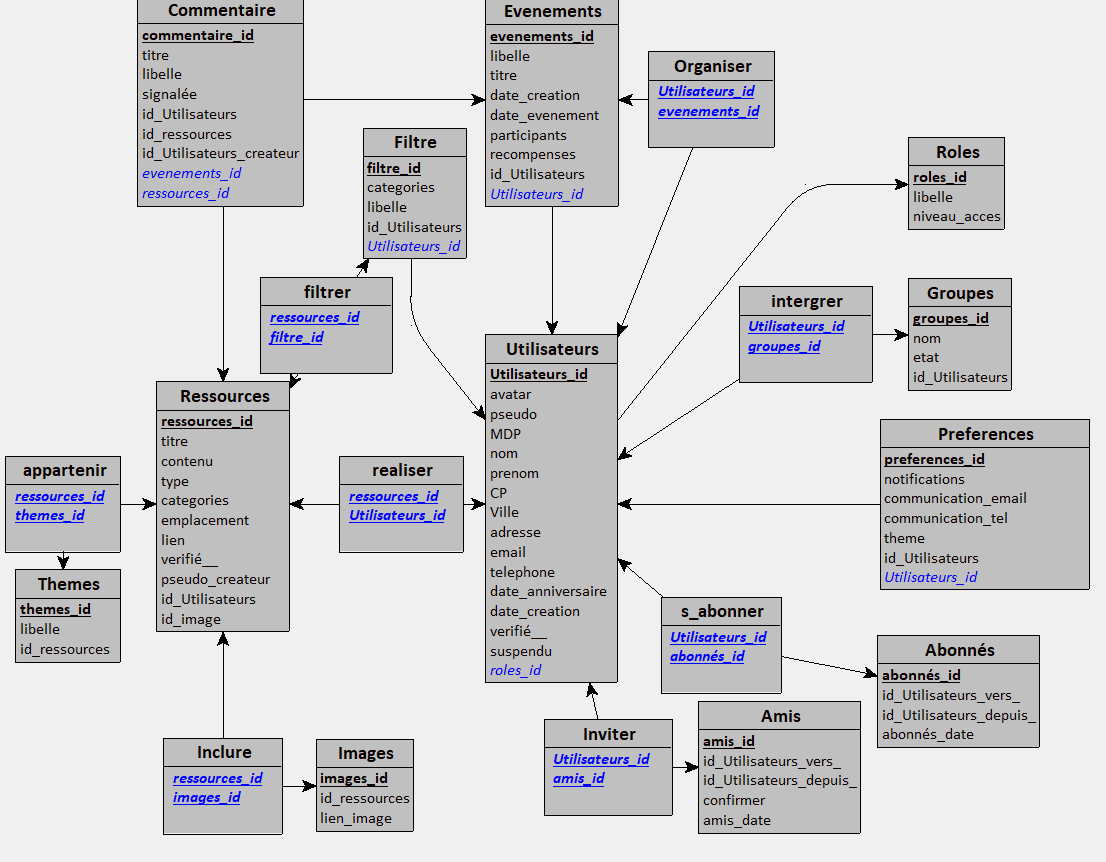 Commentaire
commentaire_id
titre
libelle
signalée
id_Utilisateurs
id_ressources
id_Utilisateurs_createur
evenements_id
ressources_id
Evenements
evenements_id
libelle
titre
date_creation
date_evenement
participants
recompenses
id_Utilisateurs
Utilisateurs_id
Organiser
Utilisateurs_id
evenements_id
Filtre
filtre_id
categories
libelle
id_Utilisateurs
Utilisateurs_id
Roles
roles_id
libelle
niveau_acces
filtrer
ressources_id
filtre_id
intergrer
Utilisateurs_id
groupes_id
Groupes
groupes_id
nom
etat
id_Utilisateurs
Utilisateurs
Utilisateurs_id
avatar
pseudo
MDP
nom
prenom
CP
Ville
adresse
email
telephone
date_anniversaire
date_creation
verifié__
suspendu
roles_id
Ressources
ressources_id
titre
contenu
type
categories
emplacement
lien
verifié__
pseudo_createur
id_Utilisateurs
id_image
Preferences
preferences_id
notifications
communication_email
communication_tel
theme
id_Utilisateurs
Utilisateurs_id
appartenir
ressources_id
themes_id
realiser
ressources_id
Utilisateurs_id
Themes
themes_id
libelle
id_ressources
s_abonner
Utilisateurs_id
abonnés_id
Abonnés
abonnés_id
id_Utilisateurs_vers_
id_Utilisateurs_depuis_
abonnés_date
Inviter
Utilisateurs_id
amis_id
Amis
amis_id
id_Utilisateurs_vers_
id_Utilisateurs_depuis_
confirmer
amis_date
Inclure
ressources_id
images_id
Images
images_id
id_ressources
lien_image